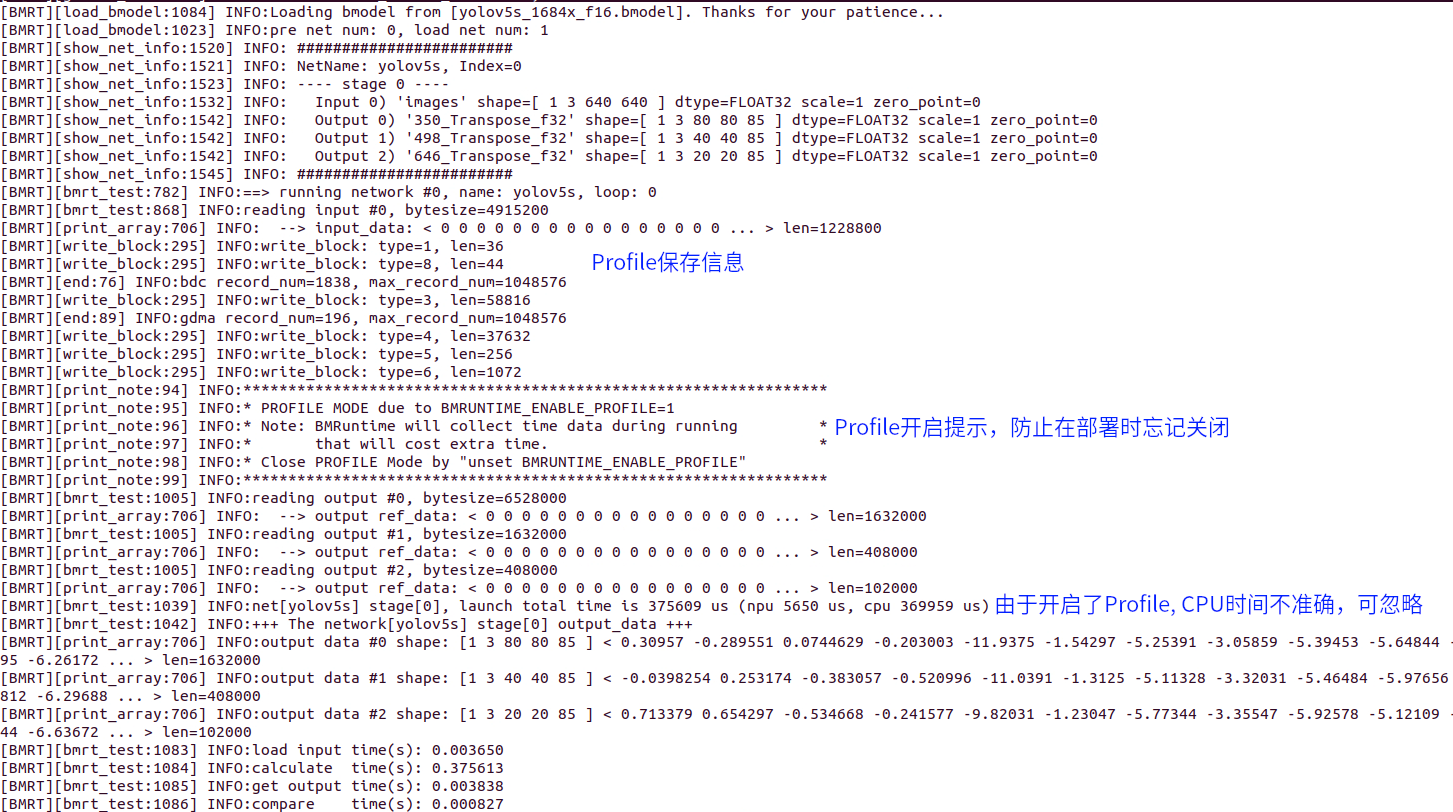 [BMRT][load_bmodel:1084] INFO:Loading bmodel from [yolov5s_1684x_f16.bmodel]. Thanks for your patience...
[BMRT][load_bmodel:1023] INFO:pre net num: 0, load net num: 1
[BMRT][show_net_info:1520] INFO: ########################
[BMRT][show_net_info:1521] INFO: NetName: yolov5s, Index=0
[BMRT][show_net_info:1523] INFO: ---- stage 0 ----
[BMRT][show_net_info:1532] INFO:   Input 0) 'images' shape=[ 1 3 640 640 ] dtype=FLOAT32 scale=1 zero_point=0
[BMRT][show_net_info:1542] INFO:   Output 0) '350_Transpose_f32' shape=[ 1 3 80 80 85 ] dtype=FLOAT32 scale=1 zero_point=0
[BMRT][show_net_info:1542] INFO:   Output 1) '498_Transpose_f32' shape=[ 1 3 40 40 85 ] dtype=FLOAT32 scale=1 zero_point=0
[BMRT][show_net_info:1542] INFO:   Output 2) '646_Transpose_f32' shape=[ 1 3 20 20 85 ] dtype=FLOAT32 scale=1 zero_point=0
[BMRT][show_net_info:1545] INFO: ########################
[BMRT][bmrt_test:782] INFO:==> running network #0, name: yolov5s, loop: 0
[BMRT][bmrt_test:868] INFO:reading input #0, bytesize=4915200
[BMRT][print_array:706] INFO:  --> input_data: < 0 0 0 0 0 0 0 0 0 0 0 0 0 0 0 0 ... > len=1228800
[BMRT][write_block:295] INFO:write_block: type=1, len=36
[BMRT][write_block:295] INFO:write_block: type=8, len=44
Profile保存信息
[BMRT][end:76] INFO:bdc record_num=1838, max_record_num=1048576
[BMRT][write_block:295] INFO:write_block: type=3, len=58816
[BMRT][end:89] INFO:gdma record_num=196, max_record_num=1048576
[BMRT][write_block:295] INFO:write_block: type=4, len=37632
[BMRT][write_block:295] INFO:write_block: type=5, len=256
[BMRT][write_block:295] INFO:write_block: type=6, len=1072
[BMRT][print_note:94] INFO:*****************************************************************
[BMRT][print_note:95] INFO:* PROFILE MODE due to BMRUNTIME_ENABLE_PROFILE=1
[BMRT][print_note:96] INFO:* Note: BMRuntime will collect time data during running         * Profile开启提示，防止在部署时忘记关闭
[BMRT][print_note:97] INFO:*       that will cost extra time.                              *
[BMRT][print_note:98] INFO:* Close PROFILE Mode by "unset BMRUNTIME_ENABLE_PROFILE"
[BMRT][print_note:99] INFO:*****************************************************************
[BMRT][bmrt_test:1005] INFO:reading output #0, bytesize=6528000
[BMRT][print_array:706] INFO:  --> output ref_data: < 0 0 0 0 0 0 0 0 0 0 0 0 0 0 0 0 ... > len=1632000
[BMRT][bmrt_test:1005] INFO:reading output #1, bytesize=1632000
[BMRT][print_array:706] INFO:  --> output ref_data: < 0 0 0 0 0 0 0 0 0 0 0 0 0 0 0 0 ... > len=408000
[BMRT][bmrt_test:1005] INFO:reading output #2, bytesize=408000
[BMRT][print_array:706] INFO:  --> output ref_data: < 0 0 0 0 0 0 0 0 0 0 0 0 0 0 0 0 ... > len=102000
[BMRT][bmrt_test:1039] INFO:net[yolov5s] stage[0], launch total time is 375609 us (npu 5650 us, cpu 369959 us) 由于开启了Profile, CPU时间不准确，可忽略
[BMRT][bmrt_test:1042] INFO:+++ The network[yolov5s] stage[0] output_data +++
[BMRT][print_array:706] INFO:output data #0 shape: [1 3 80 80 85 ] < 0.30957 -0.289551 0.0744629 -0.203003 -11.9375 -1.54297 -5.25391 -3.05859 -5.39453 -5.64844 -
95 -6.26172 ... > len=1632000
[BMRT][print_array:706] INFO:output data #1 shape: [1 3 40 40 85 ] < -0.0398254 0.253174 -0.383057 -0.520996 -11.0391 -1.3125 -5.11328 -3.32031 -5.46484 -5.97656
812 -6.29688 ... > len=408000
[BMRT][print_array:706] INFO:output data #2 shape: [1 3 20 20 85 ] < 0.713379 0.654297 -0.534668 -0.241577 -9.82031 -1.23047 -5.77344 -3.35547 -5.92578 -5.12109 -
44 -6.63672 ... > len=102000
[BMRT][bmrt_test:1083] INFO:load input time(s): 0.003650
[BMRT][bmrt_test:1084] INFO:calculate  time(s): 0.375613
[BMRT][bmrt_test:1085] INFO:get output time(s): 0.003838
[BMRT][bmrt_test:1086] INFO:compare    time(s): 0.000827